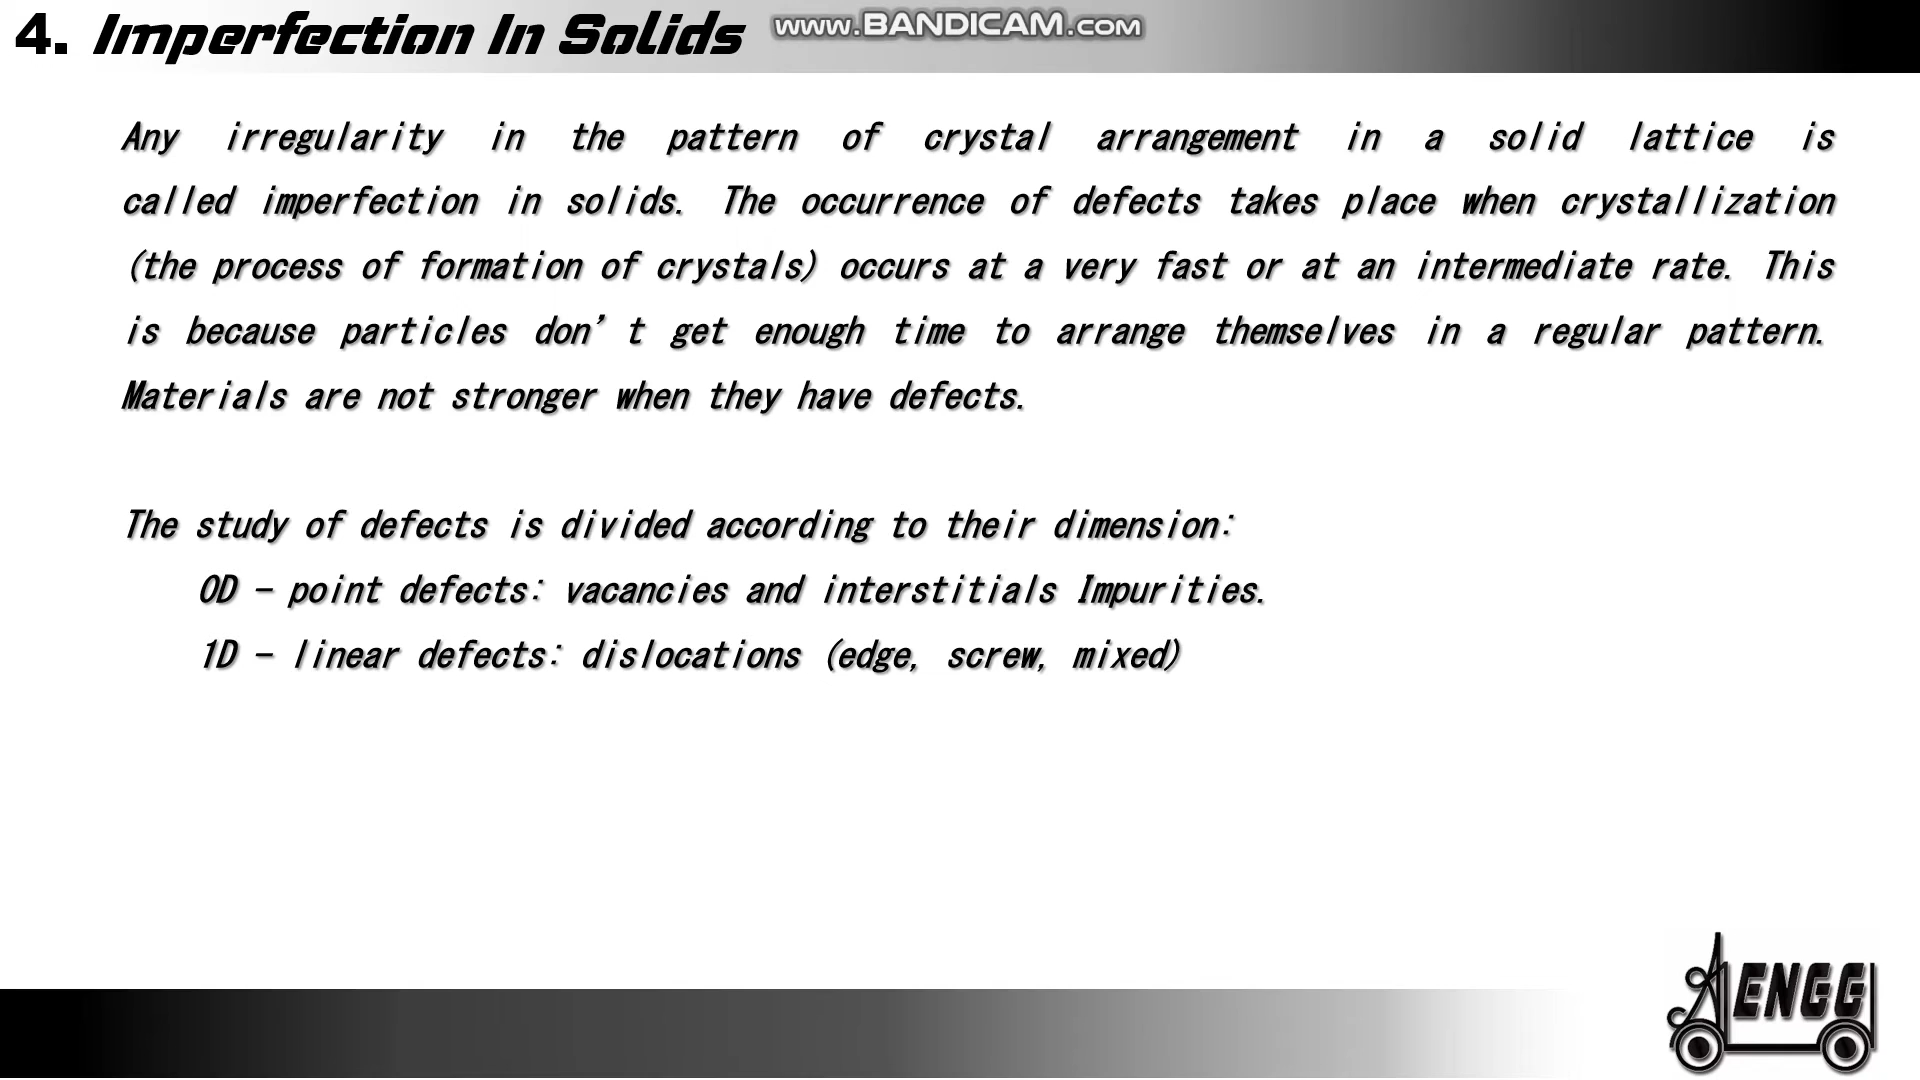 4. Imperfection In Solids
www.BANDICAM.com
Any irregularity in the pattern of crystal arrangement in a solid lattice is
called imperfection in solids. The occurrence of defects takes place when crystallization
(the process of formation of crystals) occurs at a very fast or at an intermediate rate. This
is because particles don’t get enough time to arrange themselves in a regular pattern.
Materials are not stronger when they have defects.
The study of defects is divided according to their dimension:
0D – point defects: vacancies and interstitials Impurities.
1D – linear defects: dislocations (edge, screw, mixed)
ENGG